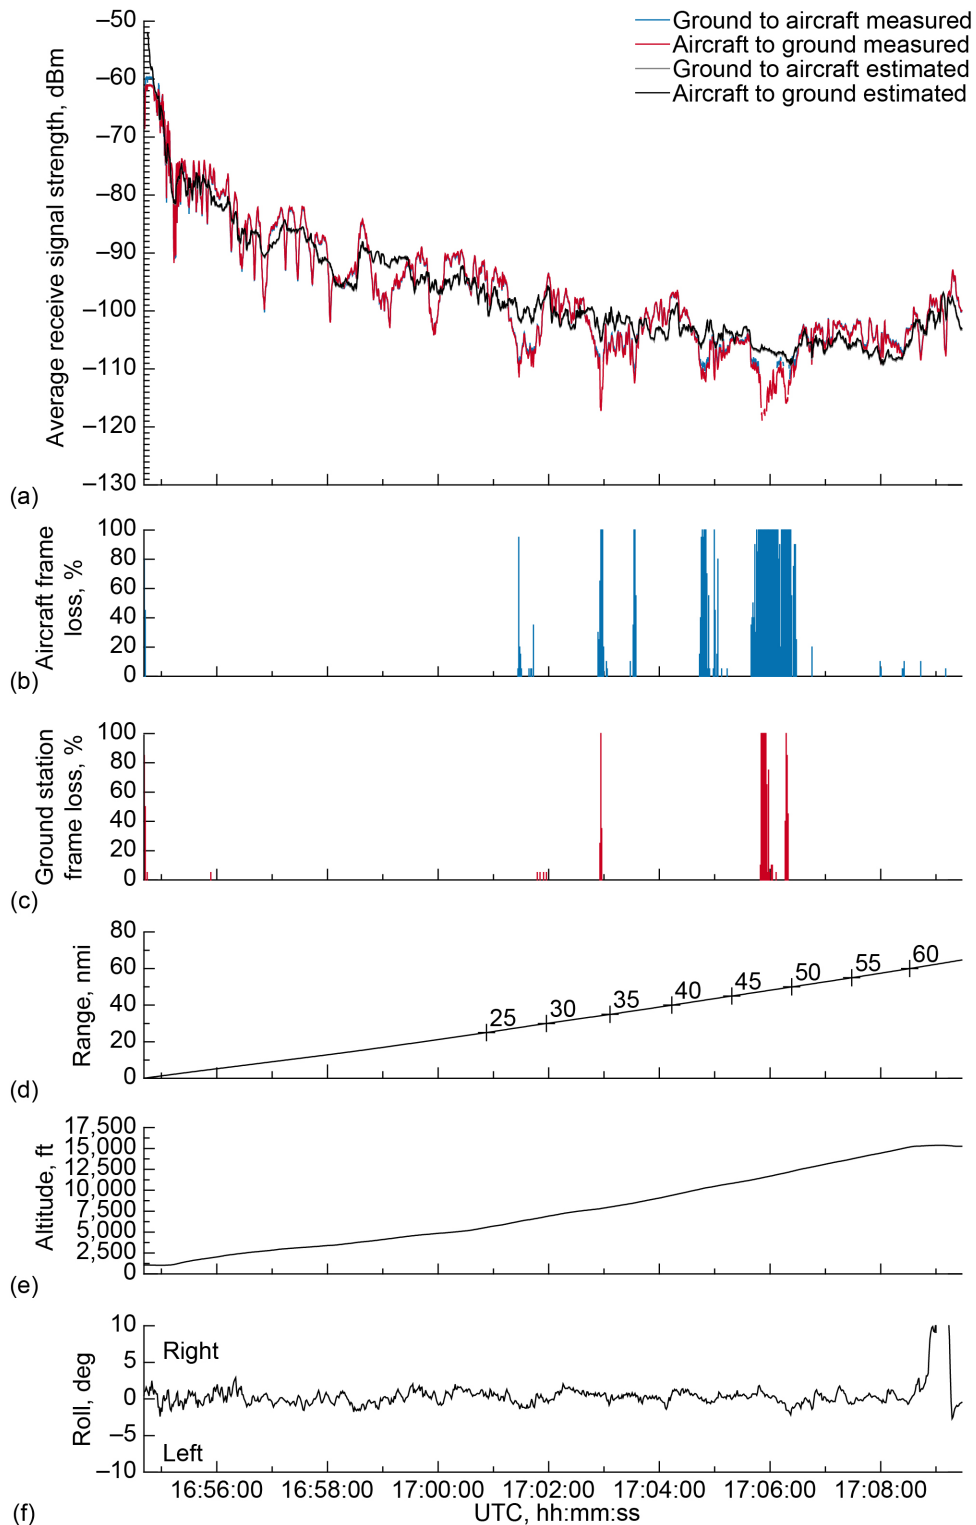 Ground to aircraft measured
Aircraft to ground measured
Ground to aircraft estimated
Aircraft to ground estimated
Average receive signal strength, dBm
–50
–60
–70
–80
–90
–100
–110
–120
–130
(a)
Aircraft frame
loss, %
100
80
60
40
20
0
(b)
Ground station
frame loss, %
100
80
60
40
20
0
(c)
Range, nmi
80
60
40
20
0
25
30
35
40
45
50
55
60
(d)
Altitude, ft
17,500
15,000
12,500
10,000
7,500
5,000
2,500
0
(e)
Roll, deg
10
5
0
–5
–10
Right
Left
16:56:00 16:58:00 17:00:00 17:02:00 17:04:00 17:06:00 17:08:00
UTC, hh:mm:ss
(f)